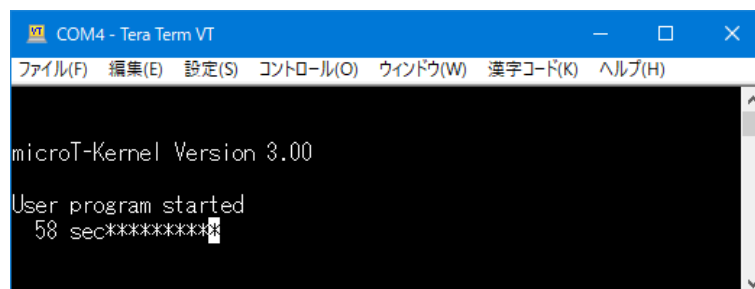 COM4 - Tera Term VT
ファイル(F) 編集(E) 設定(S) コントロール(O) ウィンドウ(W) 漢字コード(K) ヘルプ(H)
microT-Kernel Version 3.00
User program started
58 sec**********